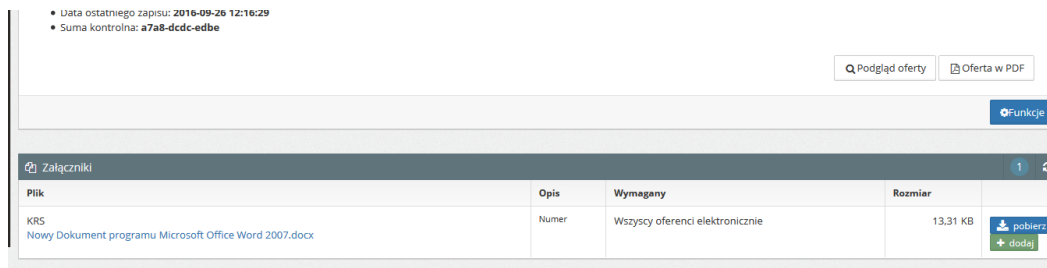 Data ostatniego zapisu: 2016-09-26 12:16:29
Suma kontrolna: a7a8-dcdc-edbe
Podgląd oferty Oferta w PDF
Funkcje
Załączniki 1
Plik Opis Wymagany Rozmiar
KRS Numer Wszyscy oferenci elektronicznie 13,31 KB pobierz
Nowy Dokument programu Microsoft Office Word 2007.docx
dodaj